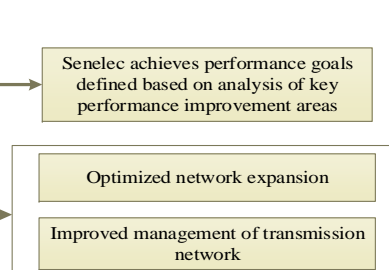 Senelec achieves performance goals
defined based on analysis of key
performance improvement areas
Optimized network expansion
Improved management of transmission
network